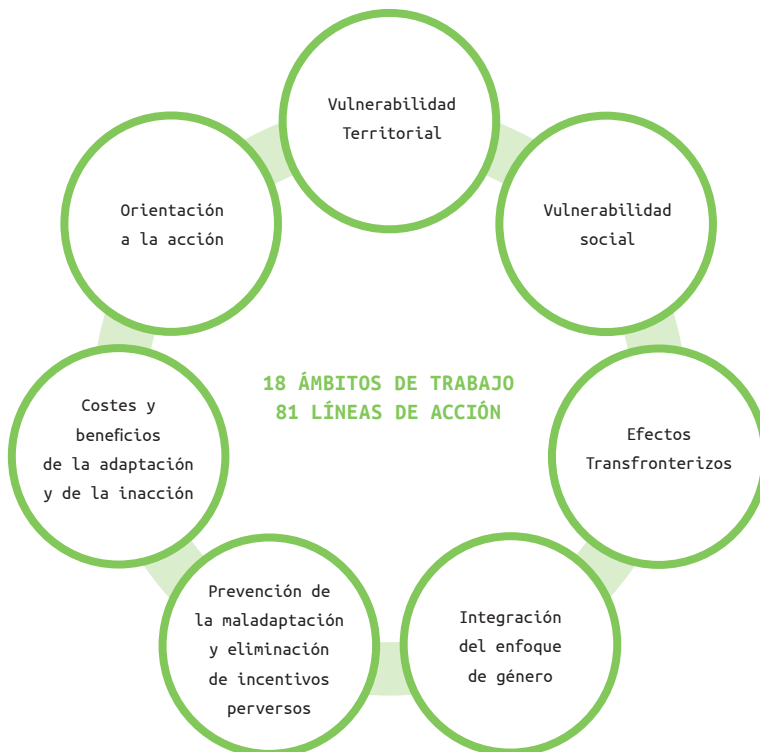 Vulnerabilidad
Territorial
Vulnerabilidad
social
Efectos
Transfronterizos
Integración
del enfoque
de género
Prevención de
la maladaptación
y eliminación
de incentivos
perversos
Costes y
beneficios
de la adaptación
y de la inacción
Orientación
a la acción
18 ÁMBITOS DE TRABAJO
81 LÍNEAS DE ACCIÓN